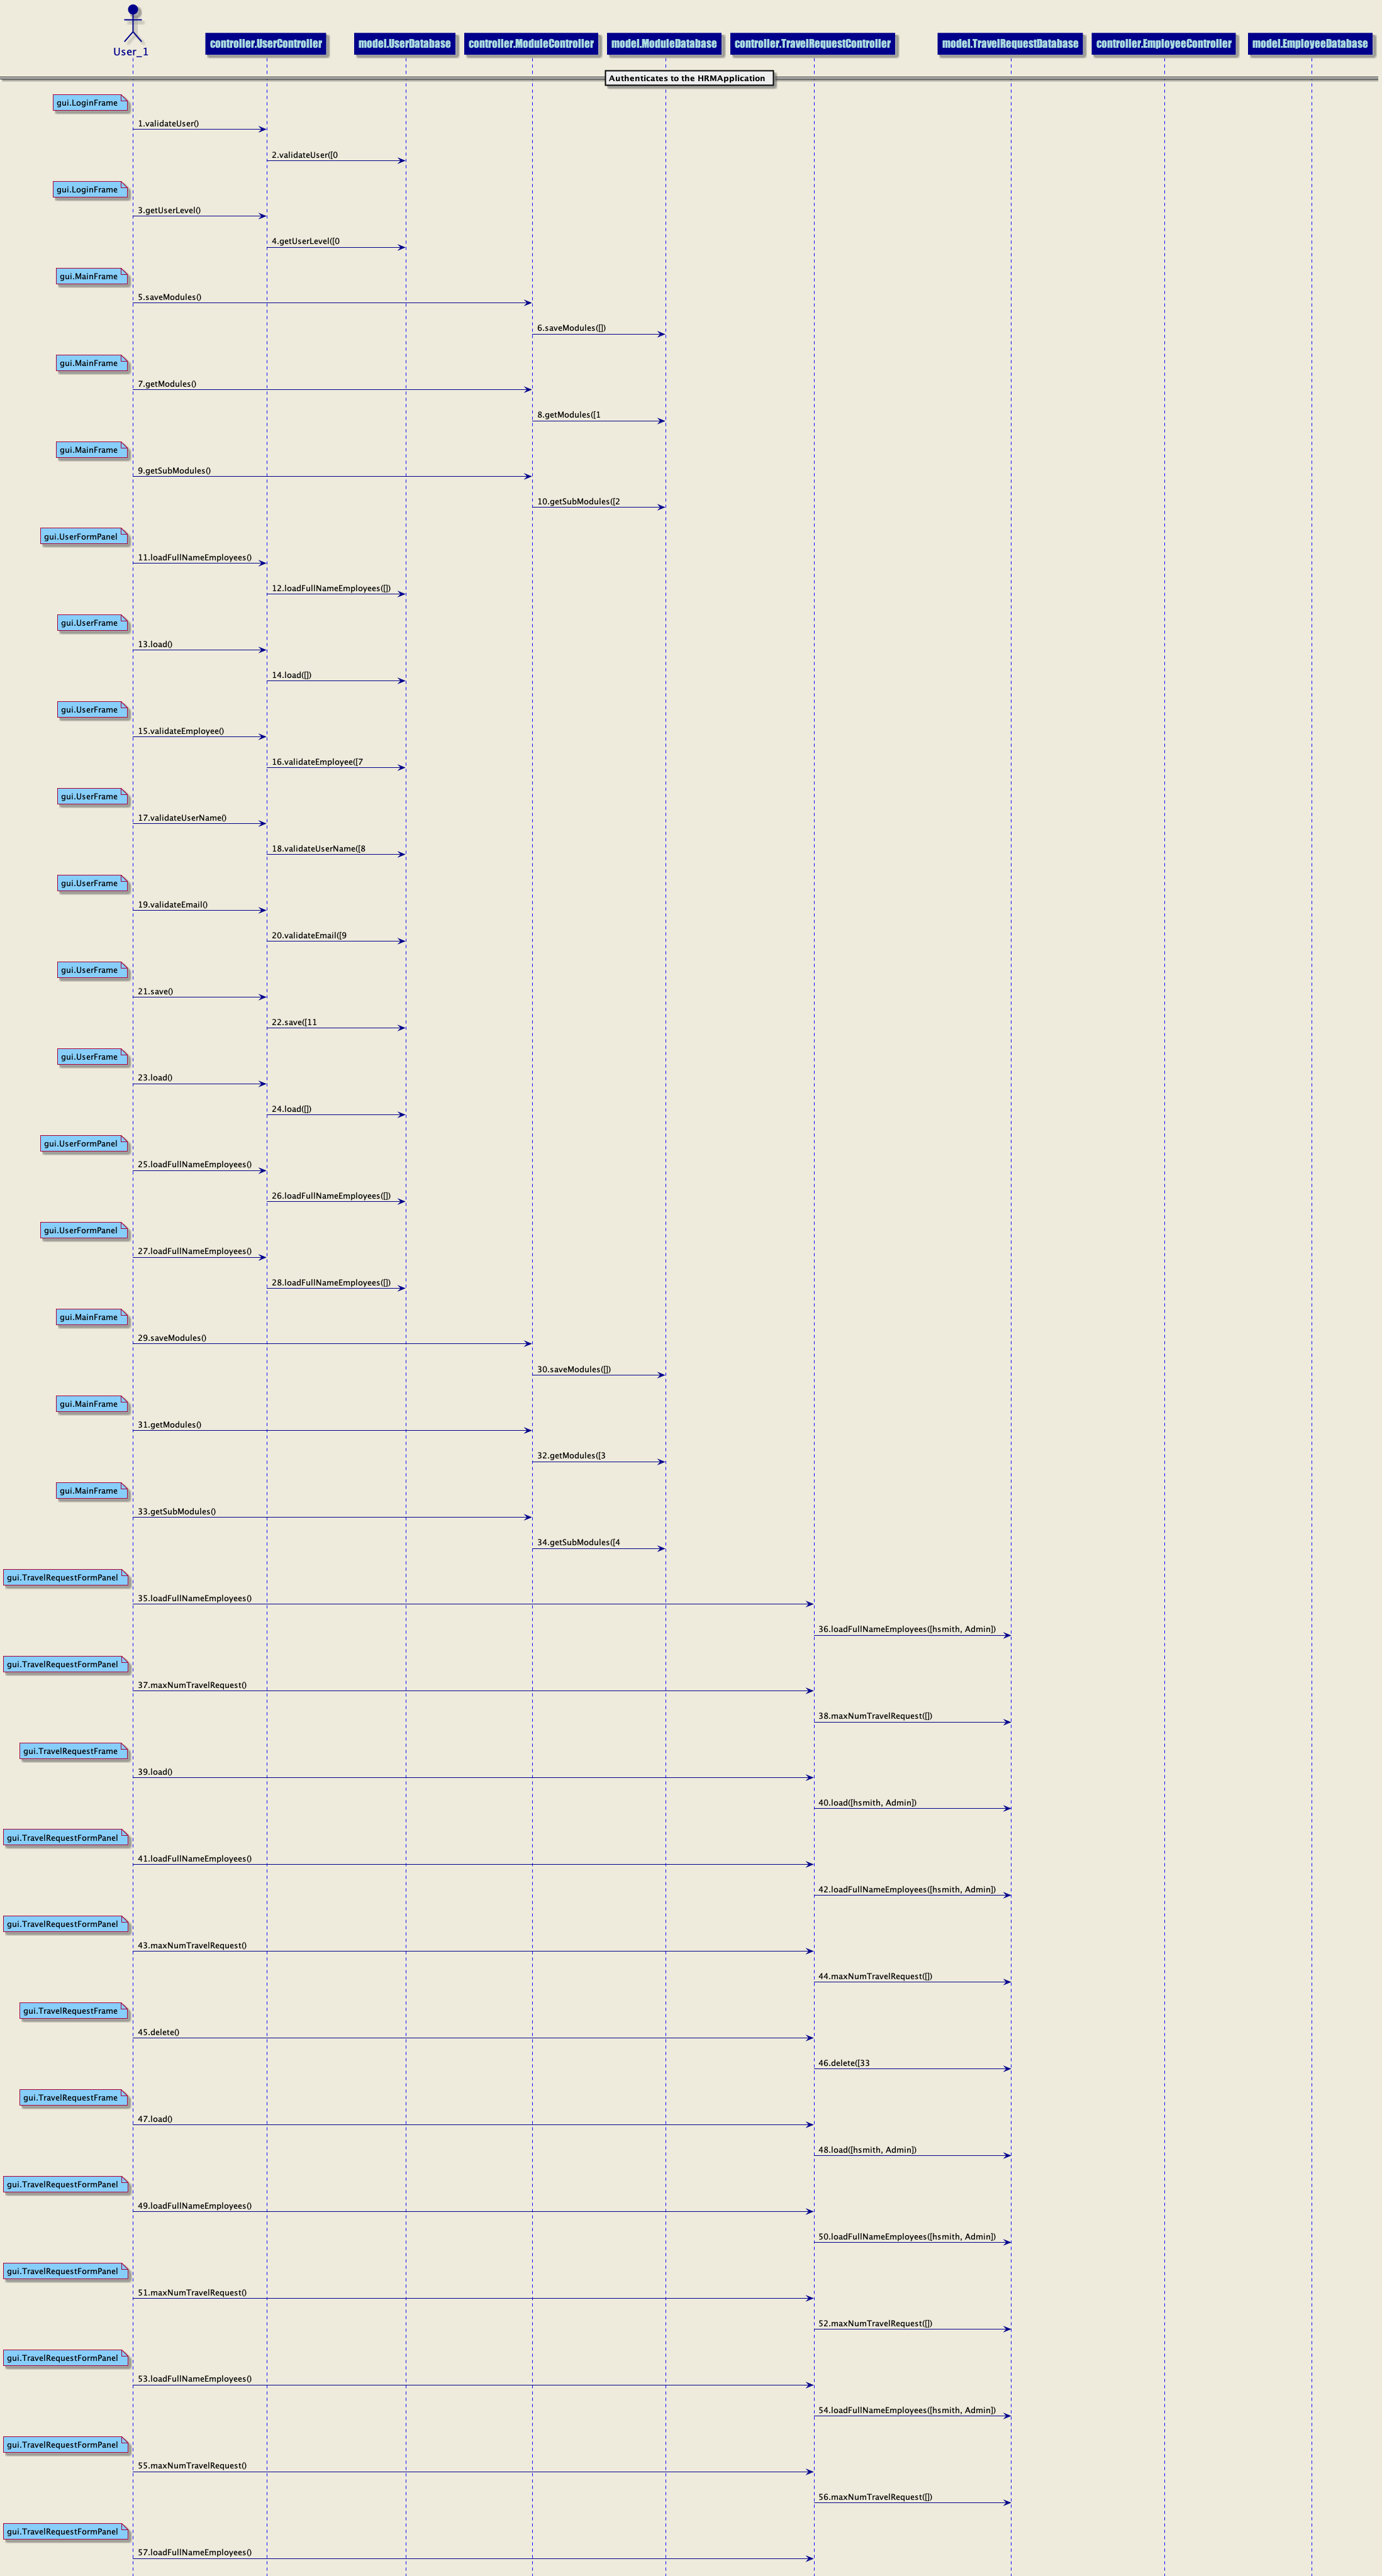 User_1
controller.UserController
model.UserDatabase
controller.ModuleController
model.ModuleDatabase
controller.TravelRequestController
model.TravelRequestDatabase
controller.EmployeeController
model.EmployeeDatabase
Authenticates to the HRMApplication
gui.LoginFrame
1.validateUser()
2.validateUser([0
gui.LoginFrame
3.getUserLevel()
4.getUserLevel([0
gui.MainFrame
5.saveModules()
6.saveModules([])
gui.MainFrame
7.getModules()
8.getModules([1
gui.MainFrame
9.getSubModules()
10.getSubModules([2
gui.UserFormPanel
11.loadFullNameEmployees()
12.loadFullNameEmployees([])
gui.UserFrame
13.load()
14.load([])
gui.UserFrame
15.validateEmployee()
16.validateEmployee([7
gui.UserFrame
17.validateUserName()
18.validateUserName([8
gui.UserFrame
19.validateEmail()
20.validateEmail([9
gui.UserFrame
21.save()
22.save([11
gui.UserFrame
23.load()
24.load([])
gui.UserFormPanel
25.loadFullNameEmployees()
26.loadFullNameEmployees([])
gui.UserFormPanel
27.loadFullNameEmployees()
28.loadFullNameEmployees([])
gui.MainFrame
29.saveModules()
30.saveModules([])
gui.MainFrame
31.getModules()
32.getModules([3
gui.MainFrame
33.getSubModules()
34.getSubModules([4
gui.TravelRequestFormPanel
35.loadFullNameEmployees()
36.loadFullNameEmployees([hsmith, Admin])
gui.TravelRequestFormPanel
37.maxNumTravelRequest()
38.maxNumTravelRequest([])
gui.TravelRequestFrame
39.load()
40.load([hsmith, Admin])
gui.TravelRequestFormPanel
41.loadFullNameEmployees()
42.loadFullNameEmployees([hsmith, Admin])
gui.TravelRequestFormPanel
43.maxNumTravelRequest()
44.maxNumTravelRequest([])
gui.TravelRequestFrame
45.delete()
46.delete([33
gui.TravelRequestFrame
47.load()
48.load([hsmith, Admin])
gui.TravelRequestFormPanel
49.loadFullNameEmployees()
50.loadFullNameEmployees([hsmith, Admin])
gui.TravelRequestFormPanel
51.maxNumTravelRequest()
52.maxNumTravelRequest([])
gui.TravelRequestFormPanel
53.loadFullNameEmployees()
54.loadFullNameEmployees([hsmith, Admin])
gui.TravelRequestFormPanel
55.maxNumTravelRequest()
56.maxNumTravelRequest([])
gui.TravelRequestFormPanel
57.loadFullNameEmployees()